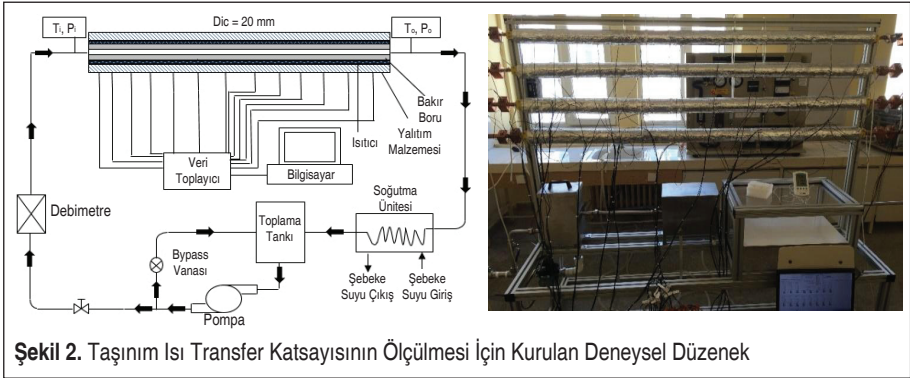 Dic = 20 mm
Ti, Pi
To, Po
Bakır
Boru
Yalıtım
Malzemesi
Isıtıcı
Veri
Toplayıcı
Bilgisayar
Debimetre
Bypass
Vanası
Toplama
Tankı
Soğutma
Ünitesi
Şebeke
Suyu Çıkış
Şebeke
Suyu Giriş
Pompa
Şekil 2. Taşınım Isı Transfer Katsayısının Ölçülmesi İçin Kurulan Deneysel Düzenek